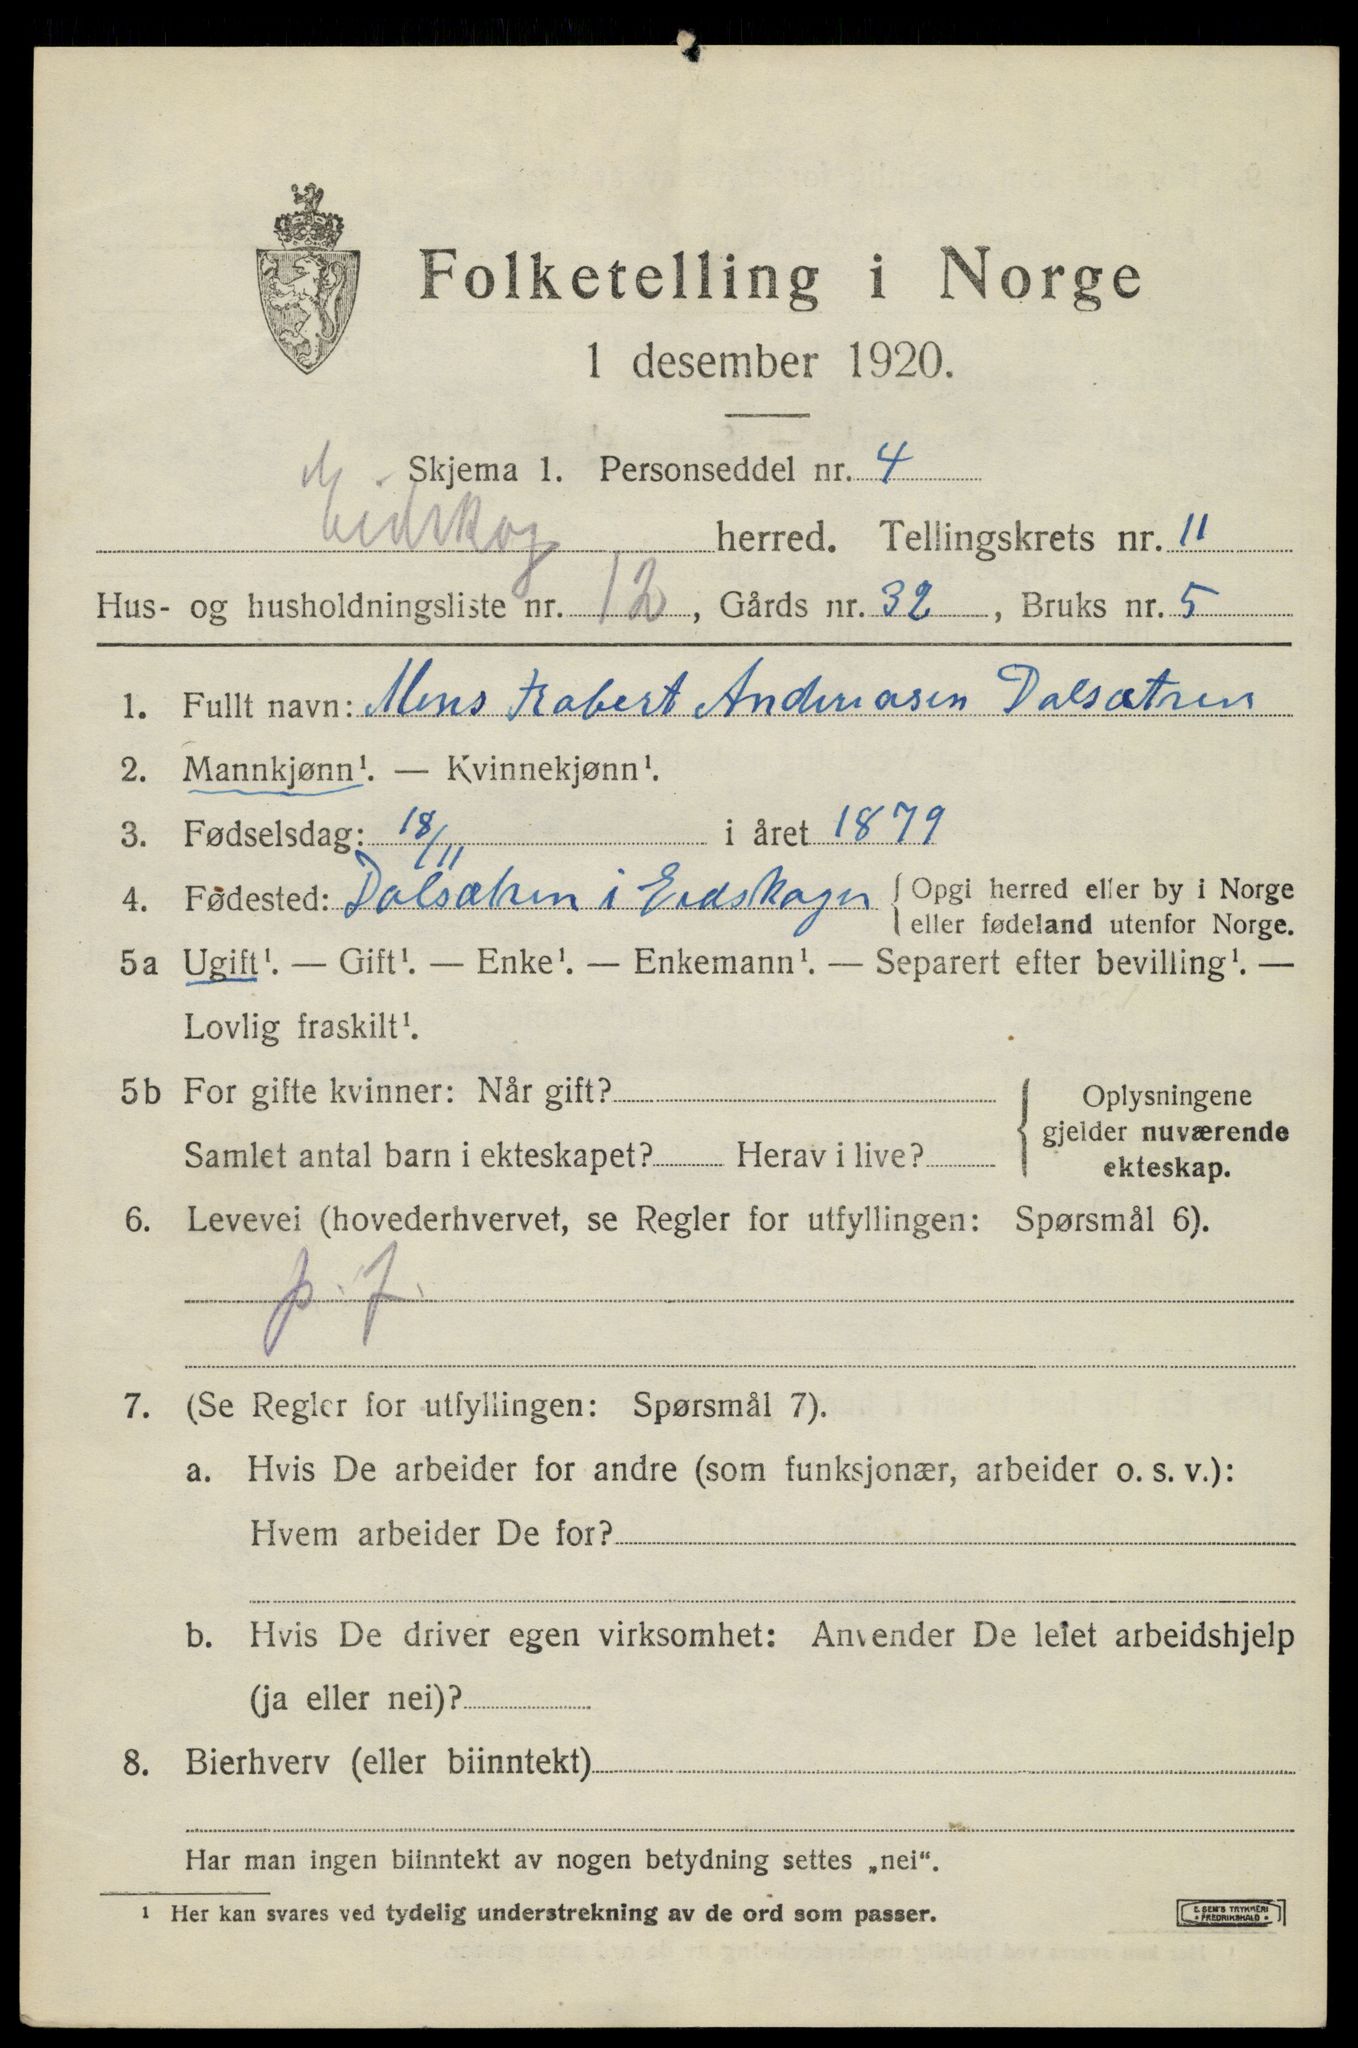 Folketelling i Norge
1 desember 1920.
Skjema 1. Personseddel nr. 4
Eidskog herred. Tellingskrets nr. 11
Hus- og husholdningsliste nr. 12, Gårds nr. 32, Bruks nr. 5
1. Fullt navn: Mens Robert Andreasen Dalsætren
2. Mannkjønn¹. — Kvinnekjønn¹.
3. Fødselsdag: 18/11 i året 1879
4. Fødested: Dalsætren i Eidskogen { Opgi herred eller by i Norge
eller fødeland utenfor Norge.
5a Ugift¹. — Gift¹. — Enke¹. — Enkemann¹. — Separert efter bevilling¹. —
Lovlig fraskilt¹.
5b For gifte kvinner: Når gift?
Samlet antal barn i ekteskapet? Herav i live?
Oplysningene
gjelder nuværende
ekteskap.
6. Levevei (hovederhvervet, se Regler for utfyllingen: Spørsmål 6).
p. f.
7. (Se Regler for utfyllingen: Spørsmål 7).
a. Hvis De arbeider for andre (som funksjonær, arbeider o. s. v.):
Hvem arbeider De for?
b. Hvis De driver egen virksomhet: Anvender De leiet arbeidshjelp
(ja eller nei)?
8. Bierhverv (eller biinntekt)
Har man ingen biinntekt av nogen betydning settes „nei“.
¹ Her kan svares ved tydelig understrekning av de ord som passer.
E. SEM'S TRYKKERI
FREDRIKSHALD